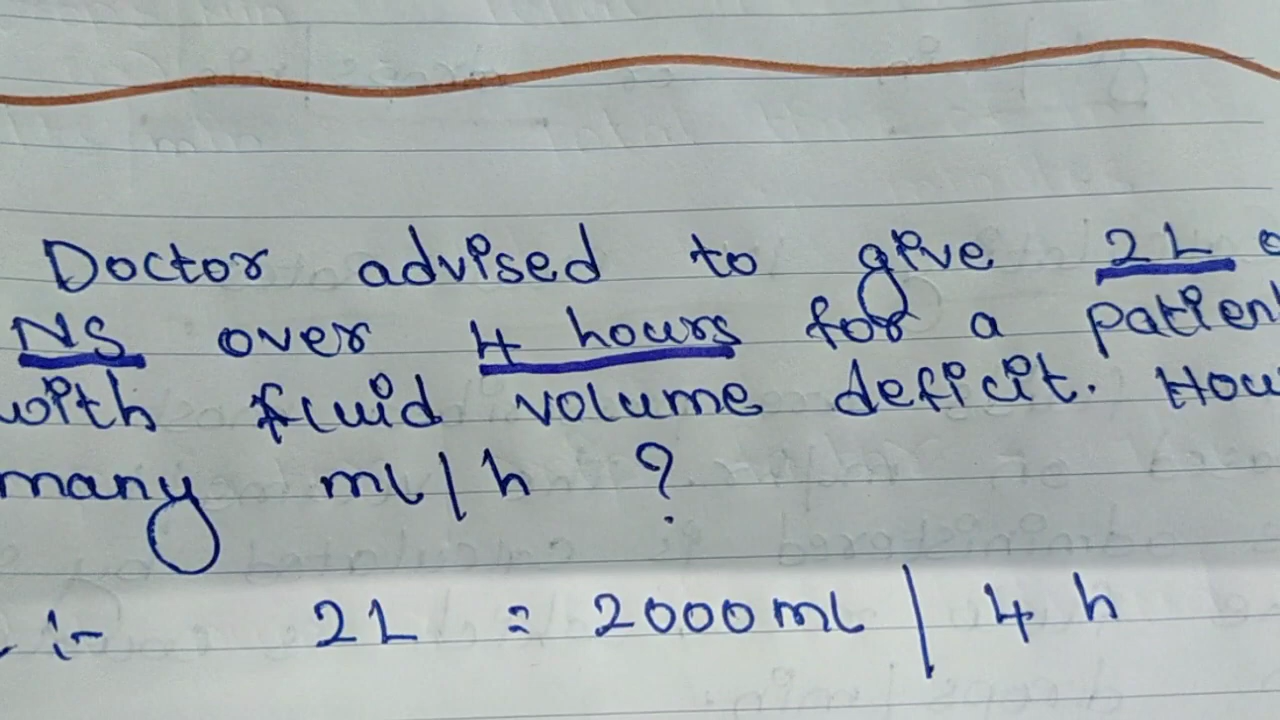 Doctor advised to give 2L
NS over 4 hours for a patient
with fluid volume deficit. How
many ml/h ?
:- 2L = 2000ml / 4 h